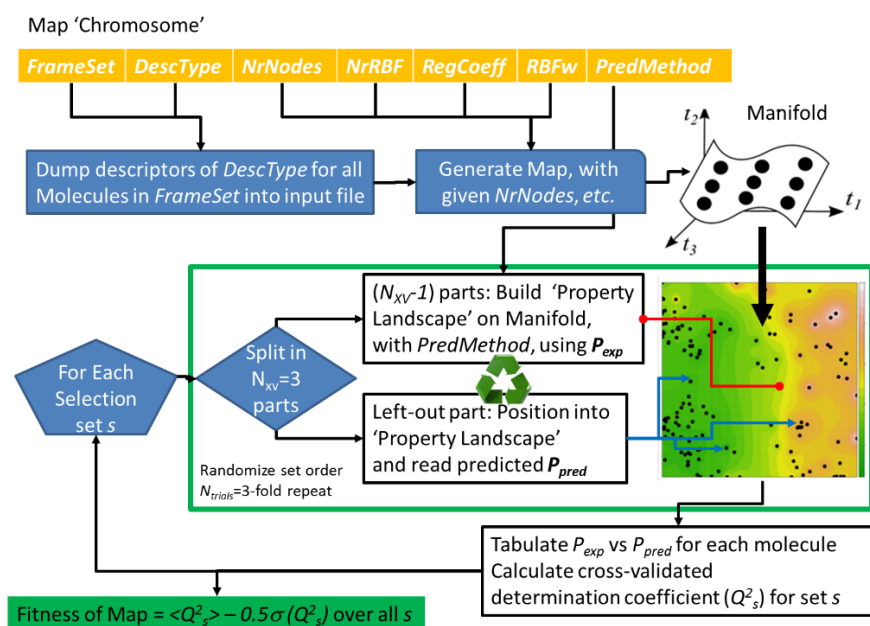 Map ‘Chromosome’
FrameSet DescType NrNodes NrRBF RegCoeff RBFw PredMethod
Manifold
t2
t1
t3
Dump descriptors of DescType for all
Molecules in FrameSet into input file
Generate Map, with
given NrNodes, etc.
(NXV-1) parts: Build ‘Property
Landscape’ on Manifold,
with PredMethod, using Pexp
For Each
Selection
set s
Split in
Nxv=3
parts
Left-out part: Position into
‘Property Landscape’
and read predicted Ppred
Randomize set order
Ntrials=3-fold repeat
Tabulate Pexp vs Ppred for each molecule
Calculate cross-validated
determination coefficient (Q2s) for set s
Fitness of Map = <Q2s> – 0.5σ(Q2s) over all s